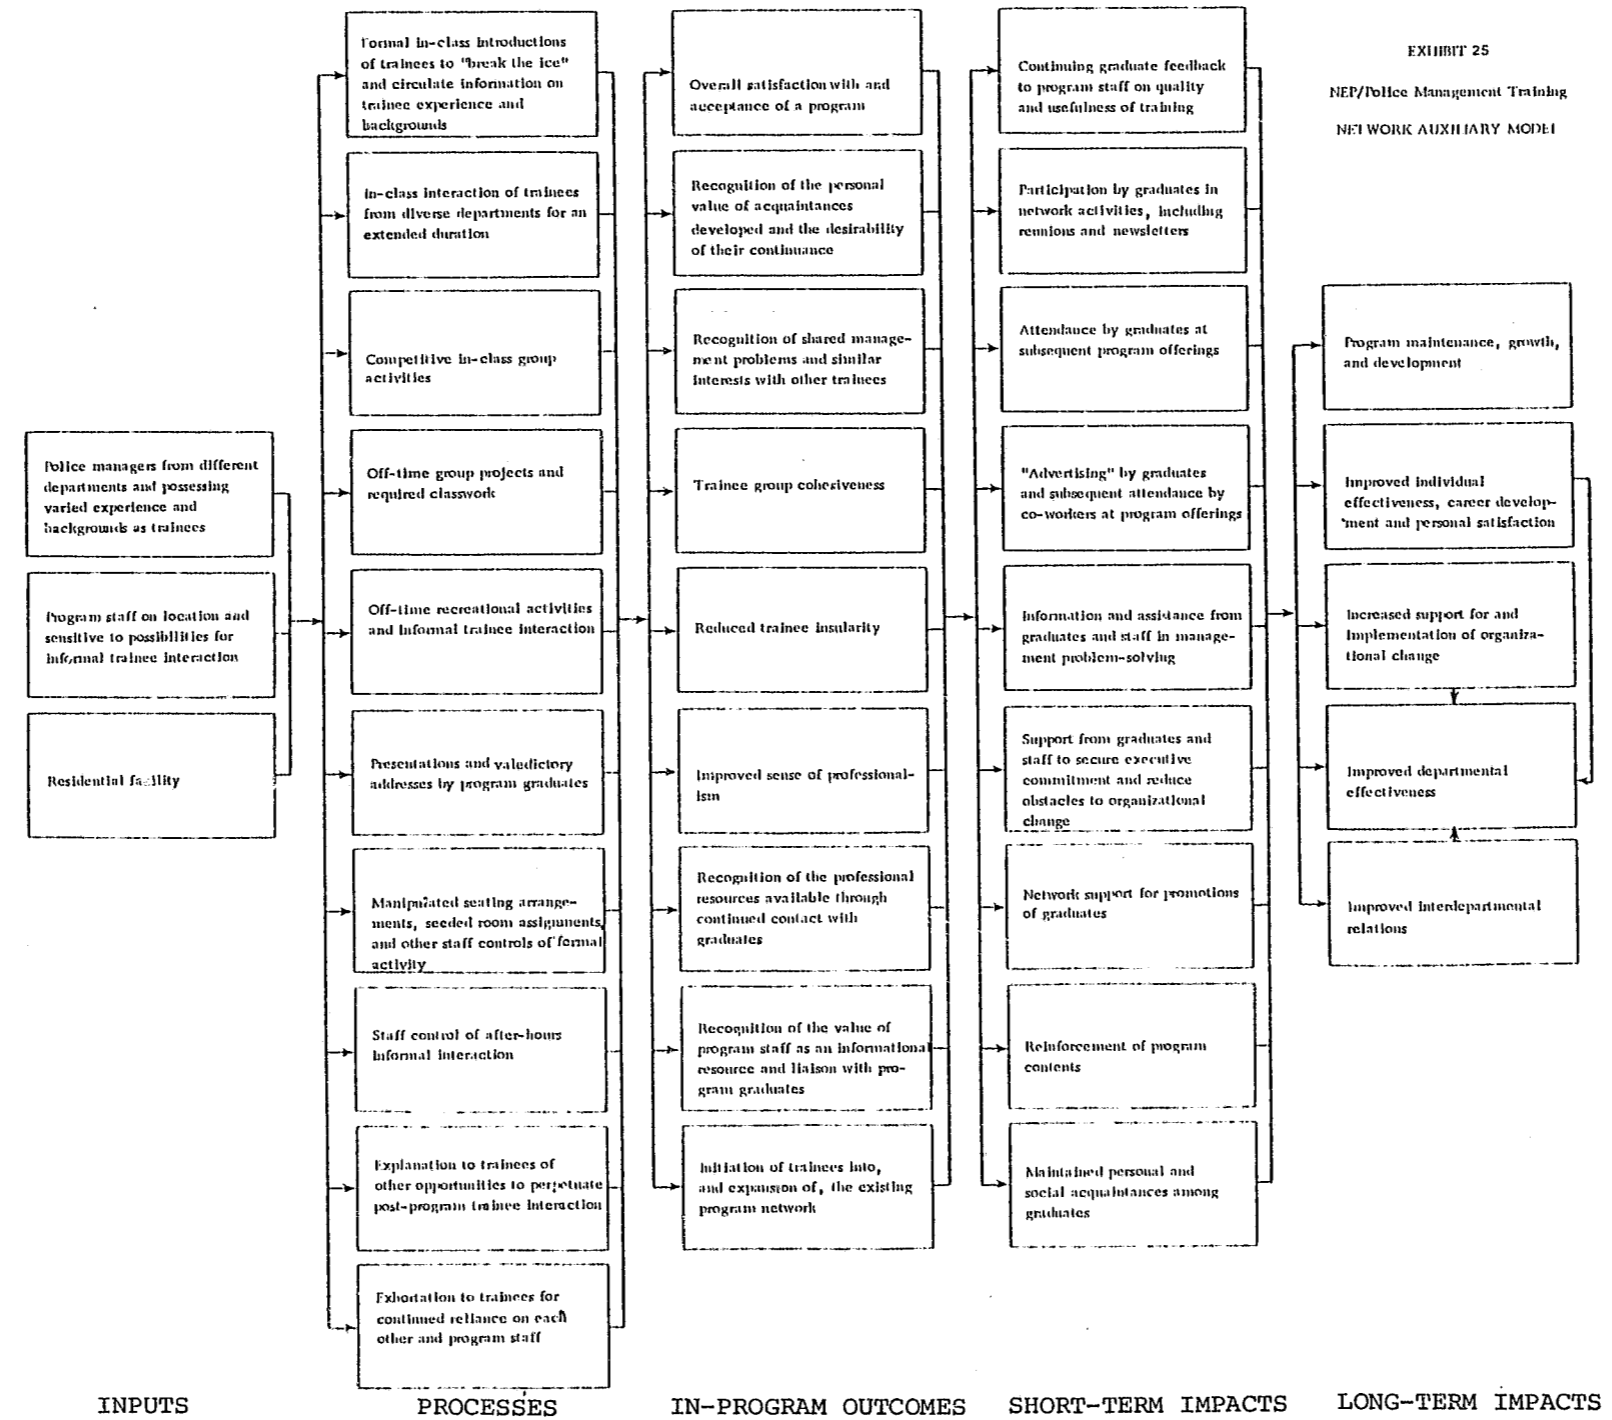 EXHIBIT 25
NEP/Police Management Training
NETWORK AUXILIARY MODEL
Police managers from different
departments and possessing
varied experience and
backgrounds as trainees
Program staff on location and
sensitive to possibilities for
informal trainee interaction
Residential facility
INPUTS
Formal in-class introductions
of trainees to "break the ice"
and circulate information on
trainee experience and
backgrounds
In-class interaction of trainees
from diverse departments for an
extended duration
Competitive in-class group
activities
Off-time group projects and
required classwork
Off-time recreational activities
and informal trainee interaction
Presentations and valedictory
addresses by program graduates
Manipulated seating arrange-
ments, seeded room assignments,
and other staff controls of formal
activity
Staff control of after-hours
informal interaction
Explanation to trainees of
other opportunities to perpetuate
post-program trainee interaction
Exhortation to trainees for
continued reliance on each
other and program staff
PROCESSES
Overall satisfaction with and
acceptance of a program
Recognition of the personal
value of acquaintances
developed and the desirability
of their continuance
Recognition of shared manage-
ment problems and similar
interests with other trainees
Trainee group cohesiveness
Reduced trainee insularity
Improved sense of professional-
ism
Recognition of the professional
resources available through
continued contact with
graduates
Recognition of the value of
program staff as an informational
resource and liaison with pro-
gram graduates
Initiation of trainees into,
and expansion of, the existing
program network
IN-PROGRAM OUTCOMES
Continuing graduate feedback
to program staff on quality
and usefulness of training
Participation by graduates in
network activities, including
reunions and newsletters
Attendance by graduates at
subsequent program offerings
"Advertising" by graduates
and subsequent attendance by
co-workers at program offerings
Information and assistance from
graduates and staff in manage-
ment problem-solving
Support from graduates and
staff to secure executive
commitment and reduce
obstacles to organizational
change
Network support for promotions
of graduates
Reinforcement of program
contents
Maintained personal and
social acquaintances among
graduates
SHORT-TERM IMPACTS
Program maintenance, growth,
and development
Improved individual
effectiveness, career develop-
ment and personal satisfaction
Increased support for and
implementation of organiza-
tional change
Improved departmental
effectiveness
Improved interdepartmental
relations
LONG-TERM IMPACTS